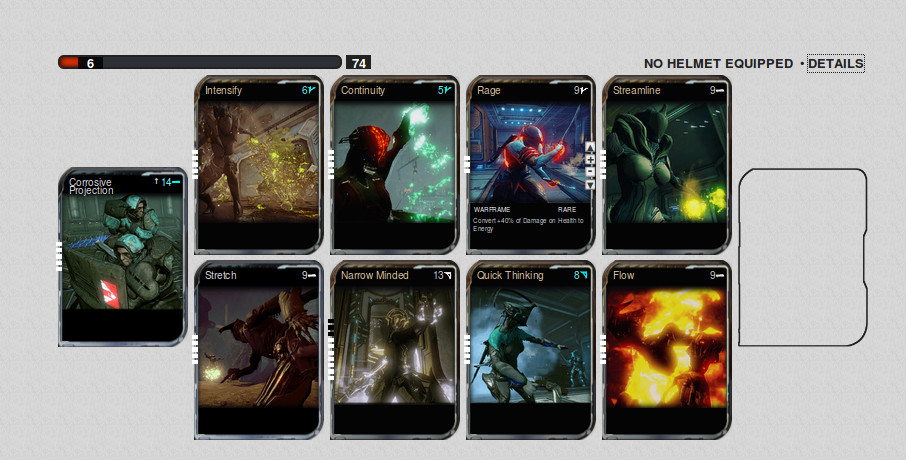 6
74
NO HELMET EQUIPPED • DETAILS
Intensify 6
Continuity 5
Rage 9
Streamline 9
Corrosive
Projection
↑ 14
WARFRAME RARE
Convert +40% of Damage on Health to
Energy
Stretch 9
Narrow Minded 13
Quick Thinking 8
Flow 9